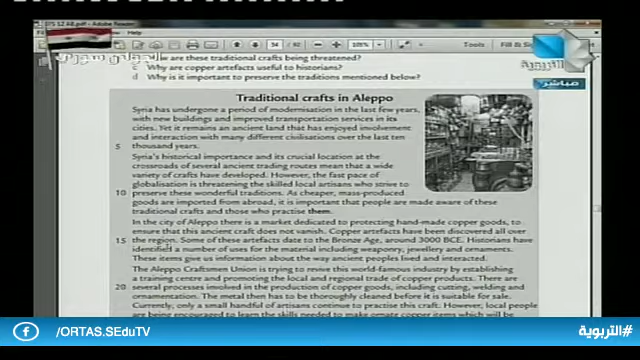 STS 12 AB.pdf - Adobe Reader
Window Help
54 / 82
105%
Tools
Fill & Si
التربوية
مباشر
are these traditional crafts being threatened?
c Why are copper artefacts useful to historians?
d Why is it important to preserve the traditions mentioned below?
Traditional crafts in Aleppo
Syria has undergone a period of modernisation in the last few years,
with new buildings and improved transportation services in its
cities. Yet it remains an ancient land that has enjoyed involvement
and interaction with many different civilisations over the last ten
5 thousand years.
Syria's historical importance and its crucial location at the
crossroads of several ancient trading routes mean that a wide
variety of crafts have developed. However, the fast pace of
globalisation is threatening the skilled local artisans who strive to
10 preserve these wonderful traditions. As cheaper, mass-produced
goods are imported from abroad, it is important that people are made aware of these
traditional crafts and those who practise them.
In the city of Aleppo there is a market dedicated to protecting hand-made copper goods, to
ensure that this ancient craft does not vanish. Copper artefacts have been discovered all over
15 the region. Some of these artefacts date to the Bronze Age, around 3000 BCE. Historians have
identified a number of uses for the material including weaponry, jewellery and ornaments.
These items give us information about the way ancient peoples lived and interacted.
The Aleppo Craftsmen Union is trying to revive this world-famous industry by establishing
a training centre and promoting the local and regional trade of copper products. There are
20 several processes involved in the production of copper goods, including cutting, welding and
ornamentation. The metal then has to be thoroughly cleaned before it is suitable for sale.
Currently, only a small handful of artisans continue to practise this craft. However, local people
are being encouraged to learn the skills needed to make ornate copper items which will be
/ORTAS.SEduTV
#التربوية